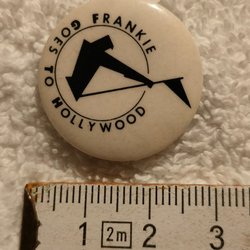 FRANKIE
GOES TO HOLLYWOOD
1 2m 2 3